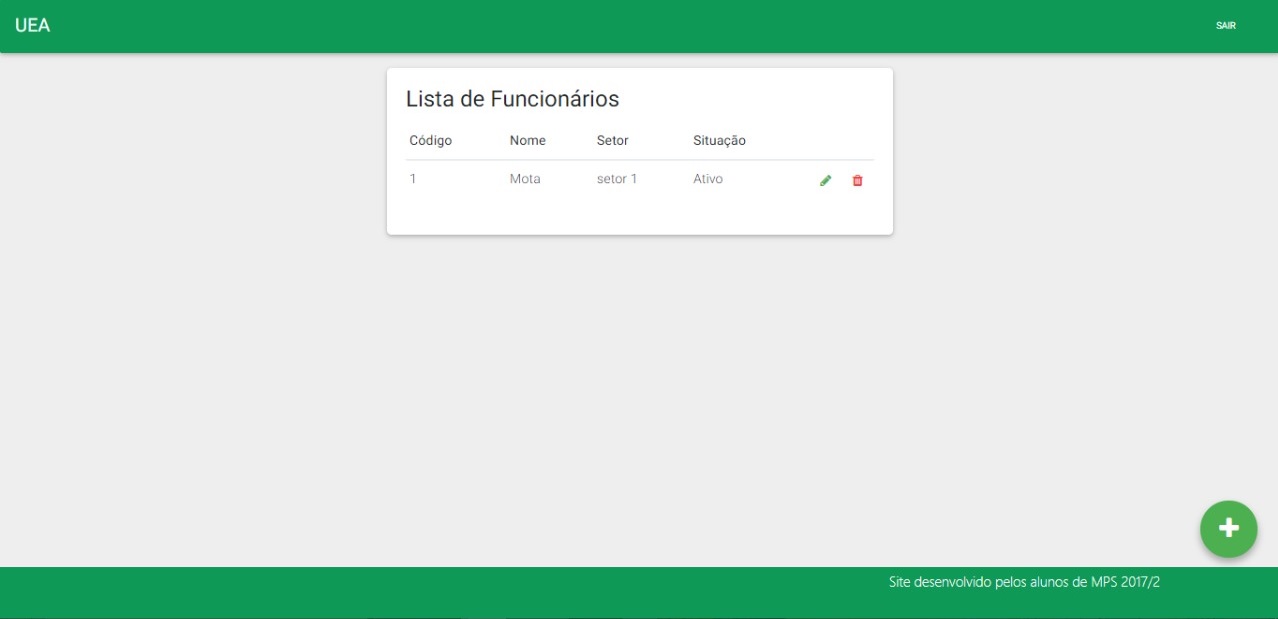 UEA
SAIR
Lista de Funcionários
Código Nome Setor Situação
1 Mota setor 1 Ativo
Site desenvolvido pelos alunos de MPS 2017/2